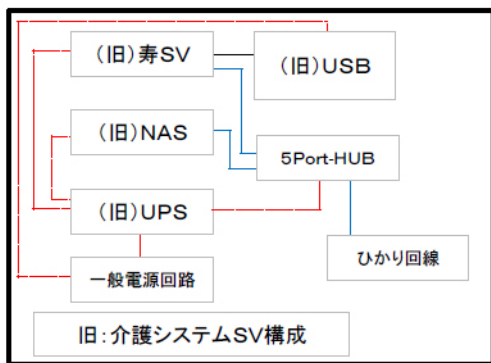 (旧)寿SV
(旧)USB
(旧)NAS
5Port-HUB
(旧)UPS
ひかり回線
一般電源回路
旧:介護システムSV構成